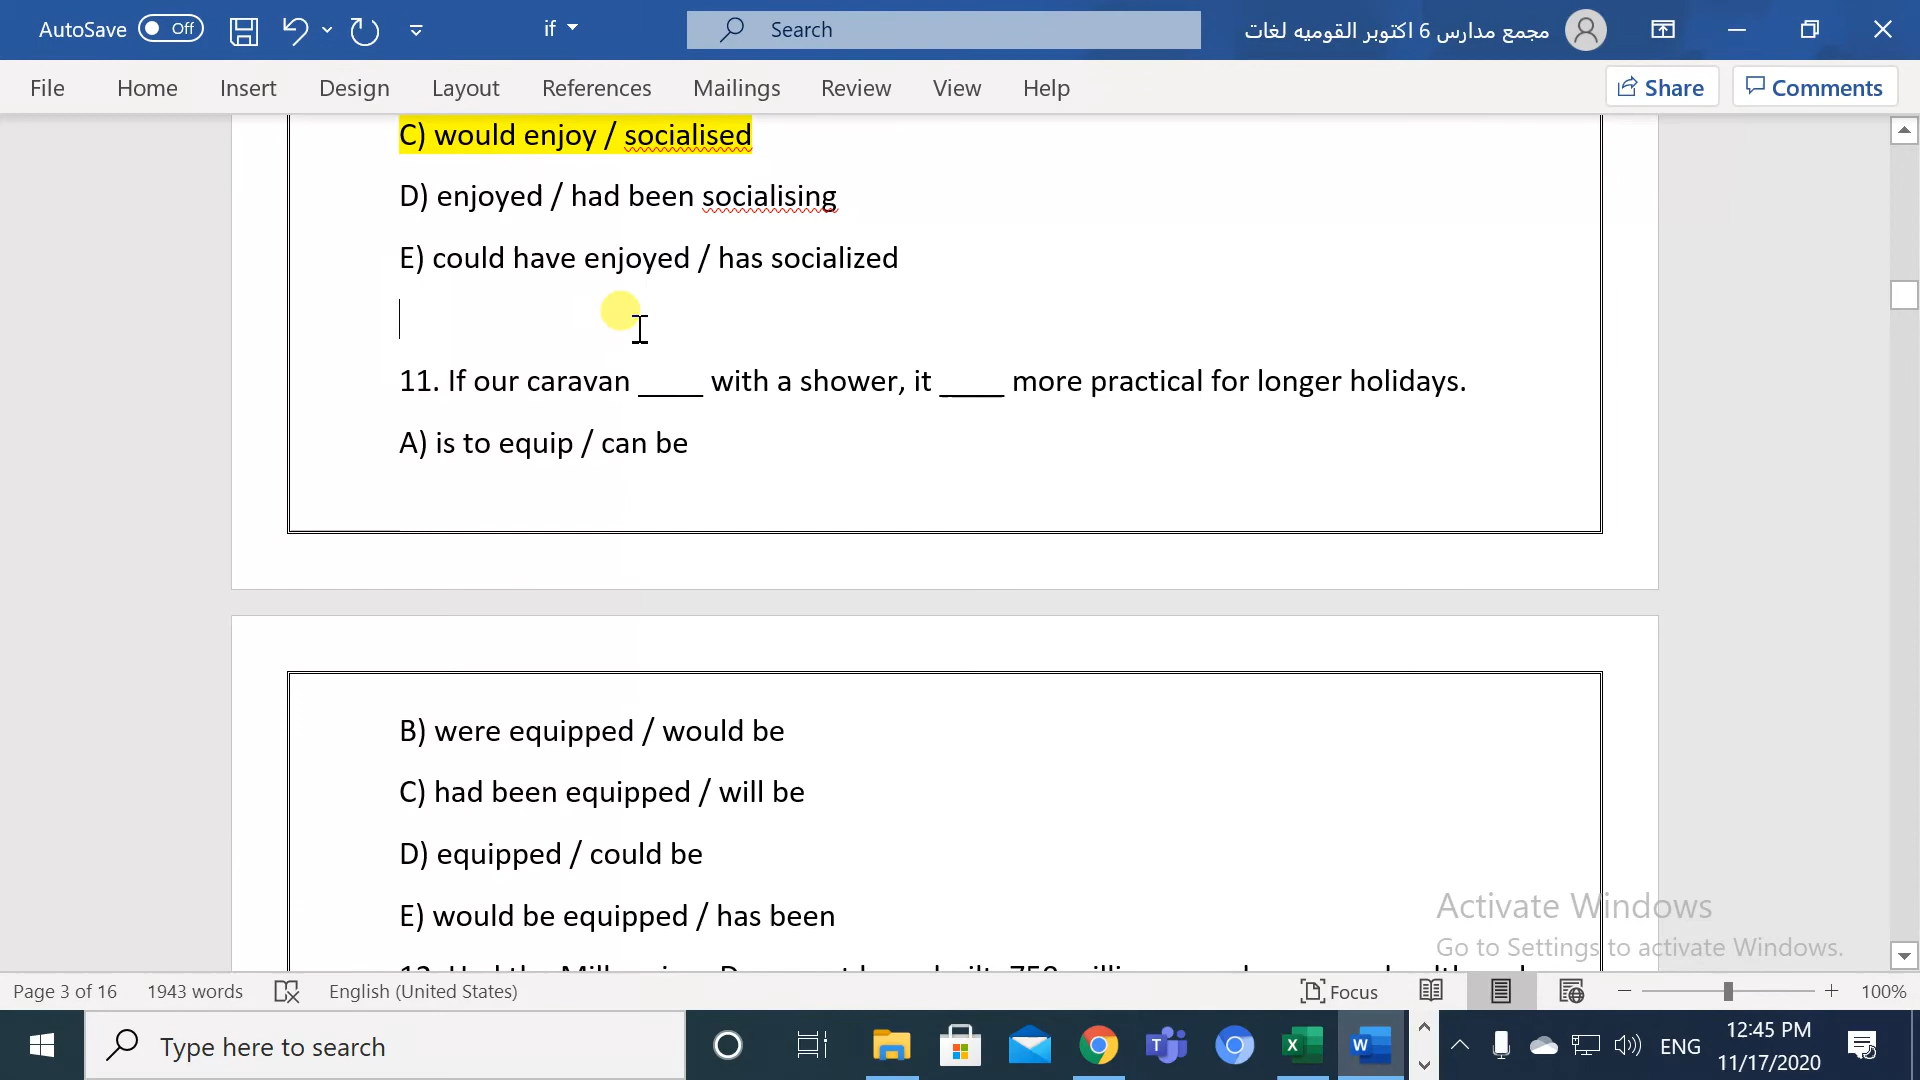 AutoSave Off if Search مجمع مدارس 6 اكتوبر القوميه لغات
File Home Insert Design Layout References Mailings Review View Help Share Comments
C) would enjoy / socialised
D) enjoyed / had been socialising
E) could have enjoyed / has socialized
11. If our caravan ____ with a shower, it ____ more practical for longer holidays.
A) is to equip / can be
B) were equipped / would be
C) had been equipped / will be
D) equipped / could be
E) would be equipped / has been
Activate Windows
Go to Settings to activate Windows.
Page 3 of 16 1943 words English (United States) Focus 100%
Type here to search ENG 12:45 PM
11/17/2020